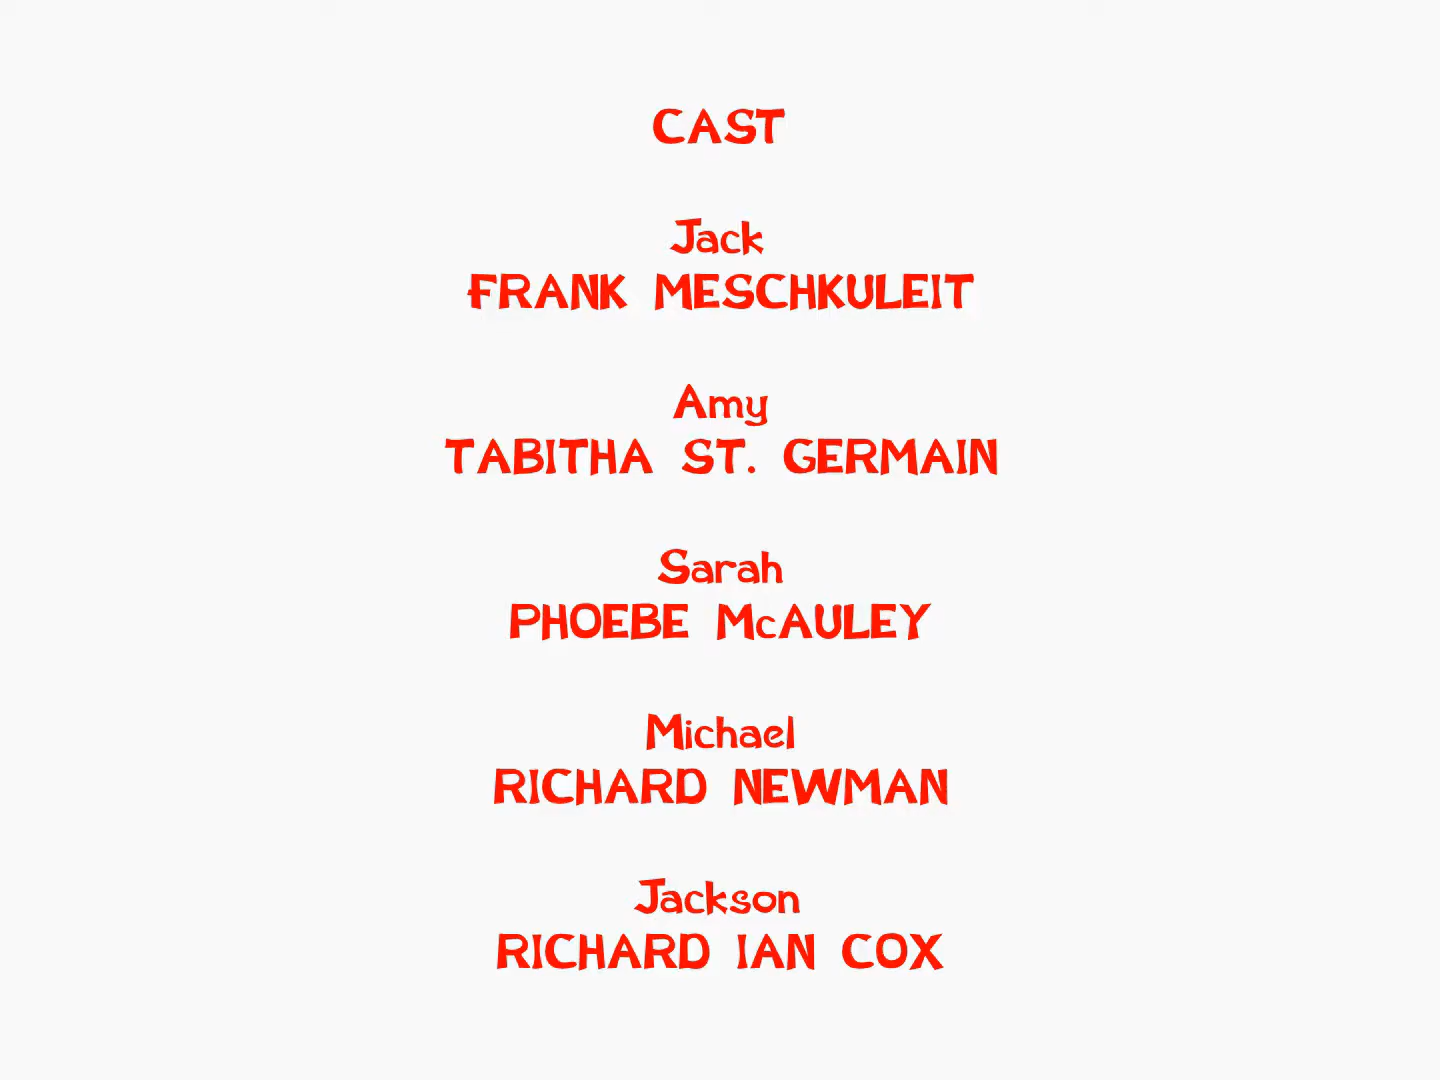 CAST
Jack
FRANK MESCHKULEIT
Amy
TABITHA ST. GERMAIN
Sarah
PHOEBE McAULEY
Michael
RICHARD NEWMAN
Jackson
RICHARD IAN COX